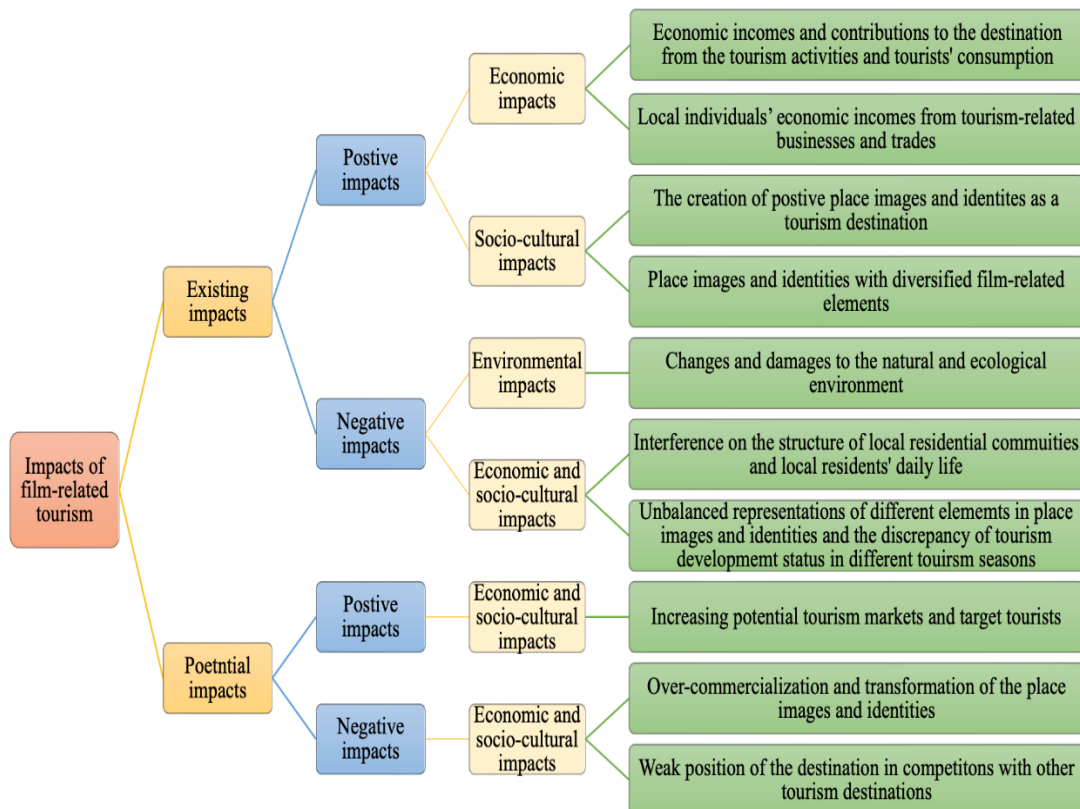 Impacts of
film-related
tourism
Existing
impacts
Postive
impacts
Economic
impacts
Economic incomes and contributions to the destination
from the tourism activities and tourists' consumption
Local individuals’ economic incomes from tourism-related
businesses and trades
Socio-cultural
impacts
The creation of postive place images and identites as a
tourism destination
Place images and identities with diversified film-related
elements
Negative
impacts
Environmental
impacts
Changes and damages to the natural and ecological
environment
Economic and
socio-cultural
impacts
Interference on the structure of local residential commuities
and local residents' daily life
Unbalanced representations of different elememts in place
images and identities and the discrepancy of tourism
developmemt status in different touirsm seasons
Poetntial
impacts
Postive
impacts
Economic and
socio-cultural
impacts
Increasing potential tourism markets and target tourists
Negative
impacts
Economic and
socio-cultural
impacts
Over-commercialization and transformation of the place
images and identities
Weak position of the destination in competitons with other
tourism destinations